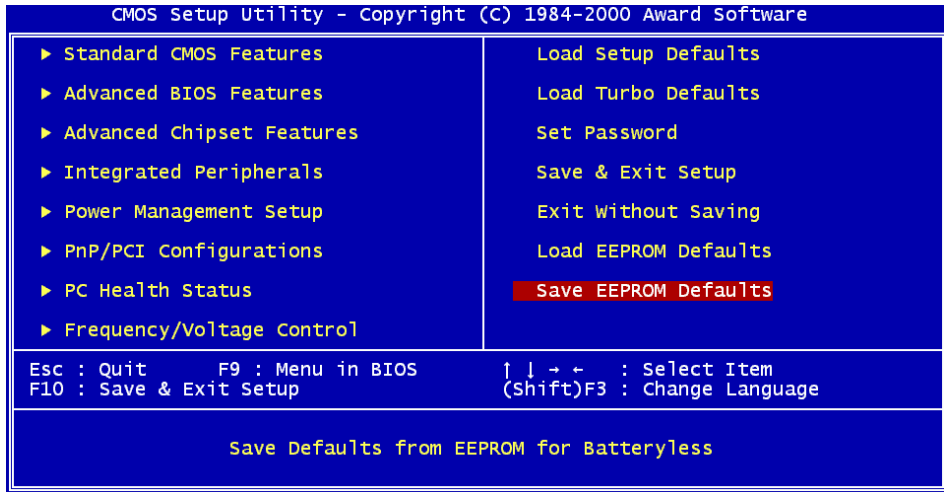 CMOS Setup Utility - Copyright (C) 1984-2000 Award Software
▶ Standard CMOS Features
▶ Advanced BIOS Features
▶ Advanced Chipset Features
▶ Integrated Peripherals
▶ Power Management Setup
▶ PnP/PCI Configurations
▶ PC Health Status
▶ Frequency/Voltage Control
Load Setup Defaults
Load Turbo Defaults
Set Password
Save & Exit Setup
Exit Without Saving
Load EEPROM Defaults
Save EEPROM Defaults
Esc : Quit F9 : Menu in BIOS ↑ ↓ → ← : Select Item
F10 : Save & Exit Setup (Shift)F3 : Change Language
Save Defaults from EEPROM for Batteryless